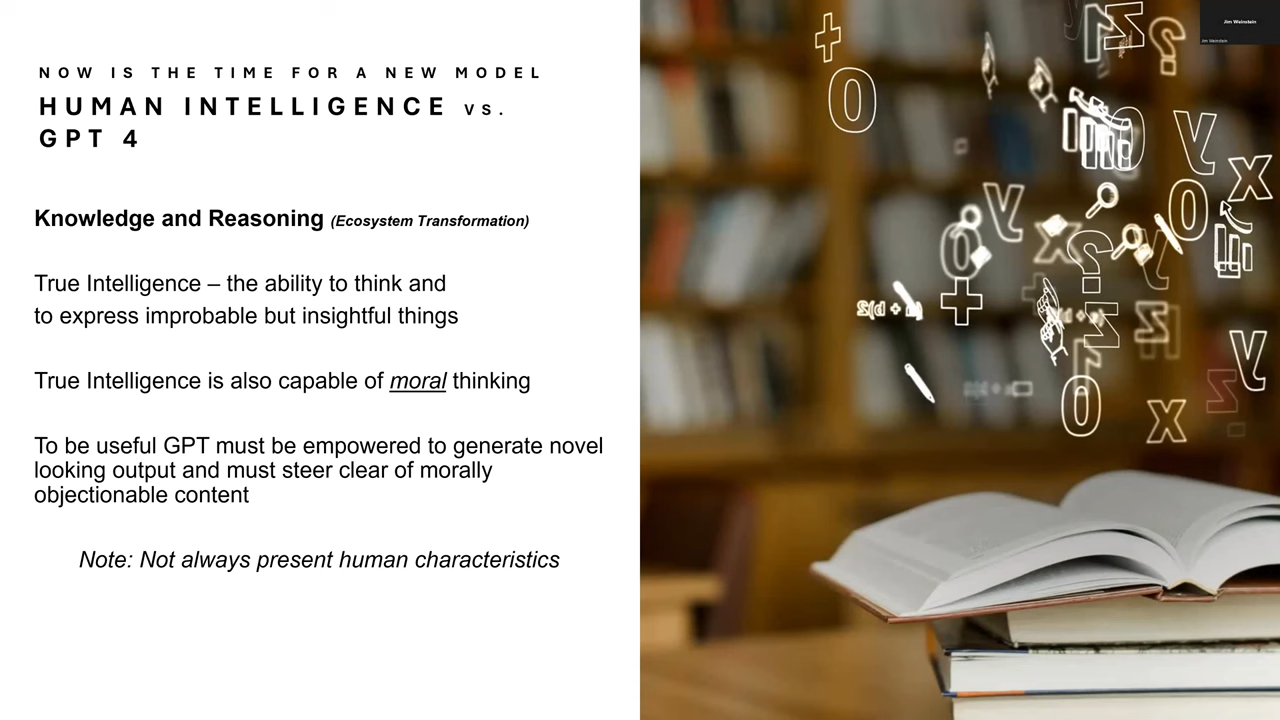 NOW IS THE TIME FOR A NEW MODEL
HUMAN INTELLIGENCE VS.
GPT 4
Knowledge and Reasoning (Ecosystem Transformation)
True Intelligence – the ability to think and
to express improbable but insightful things
True Intelligence is also capable of moral thinking
To be useful GPT must be empowered to generate novel
looking output and must steer clear of morally
objectionable content
Note: Not always present human characteristics
Jim Weinstein
Jim Weinstein